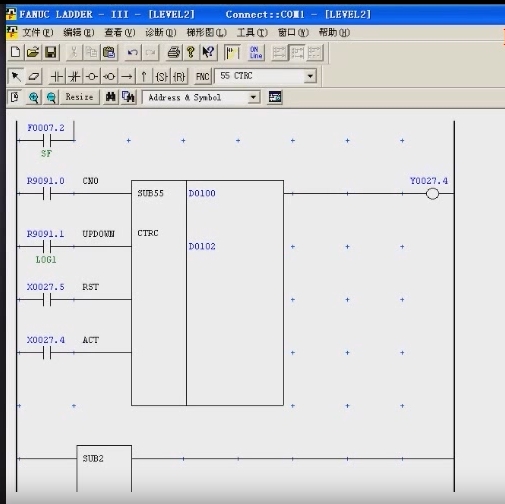 FANUC LADDER - III - [LEVEL2] Connect::COM1 - [LEVEL2]
文件(F) 编辑(E) 查看(V) 诊断(D) 梯形图(L) 工具(T) 窗口(W) 帮助(H)
ON Line
(S) (R) FNC 55 CTRC
Resize Address & Symbol
F0007.2
SF
R9091.0 CNO Y0027.4
SUB55 D0100
R9091.1 UPDOWN CTRC
D0102
LOG1
X0027.5 RST
X0027.4 ACT
SUB2